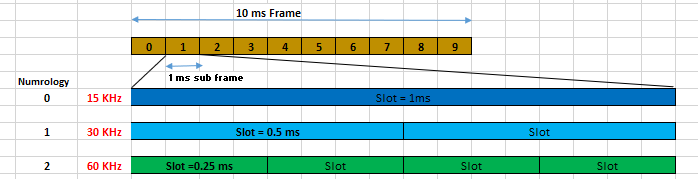 10 ms Frame
0 1 2 3 4 5 6 7 8 9
1 ms sub frame
Numrology
0 15 KHz Slot = 1ms
1 30 KHz Slot = 0.5 ms Slot
2 60 KHz Slot =0.25 ms Slot Slot Slot